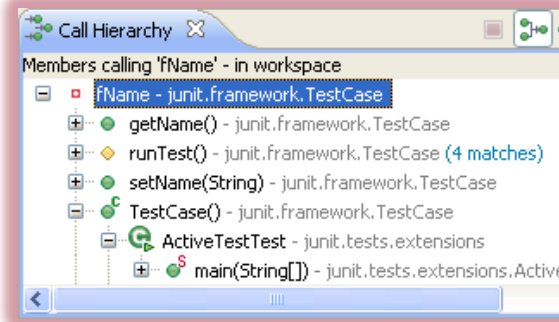 Call Hierarchy
Members calling 'fName' - in workspace
fName - junit.framework.TestCase
getName() - junit.framework.TestCase
runTest() - junit.framework.TestCase (4 matches)
setName(String) - junit.framework.TestCase
TestCase() - junit.framework.TestCase
ActiveTestTest - junit.tests.extensions
main(String[]) - junit.tests.extensions.Active